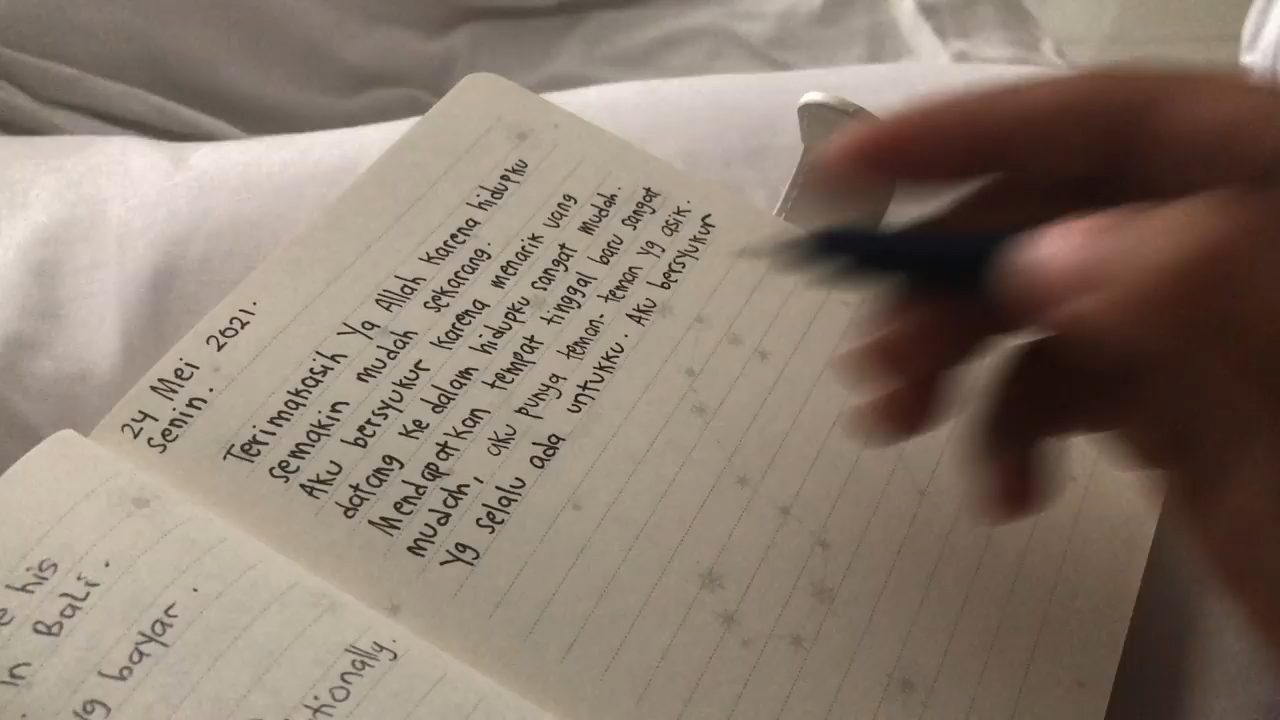 e his
in Bali.
yg bayar.
tionally.
24 Mei 2021.
Senin.
Terimakasih Ya Allah Karena hidupku
semakin mudah sekarang.
Aku bersyukur karena menarik uang
datang ke dalam hidupku sangat mudah.
Mendapatkan tempat tinggal baru sangat
mudah, aku punya teman-teman yg asik.
Yg selalu ada untukku. Aku bersyukur